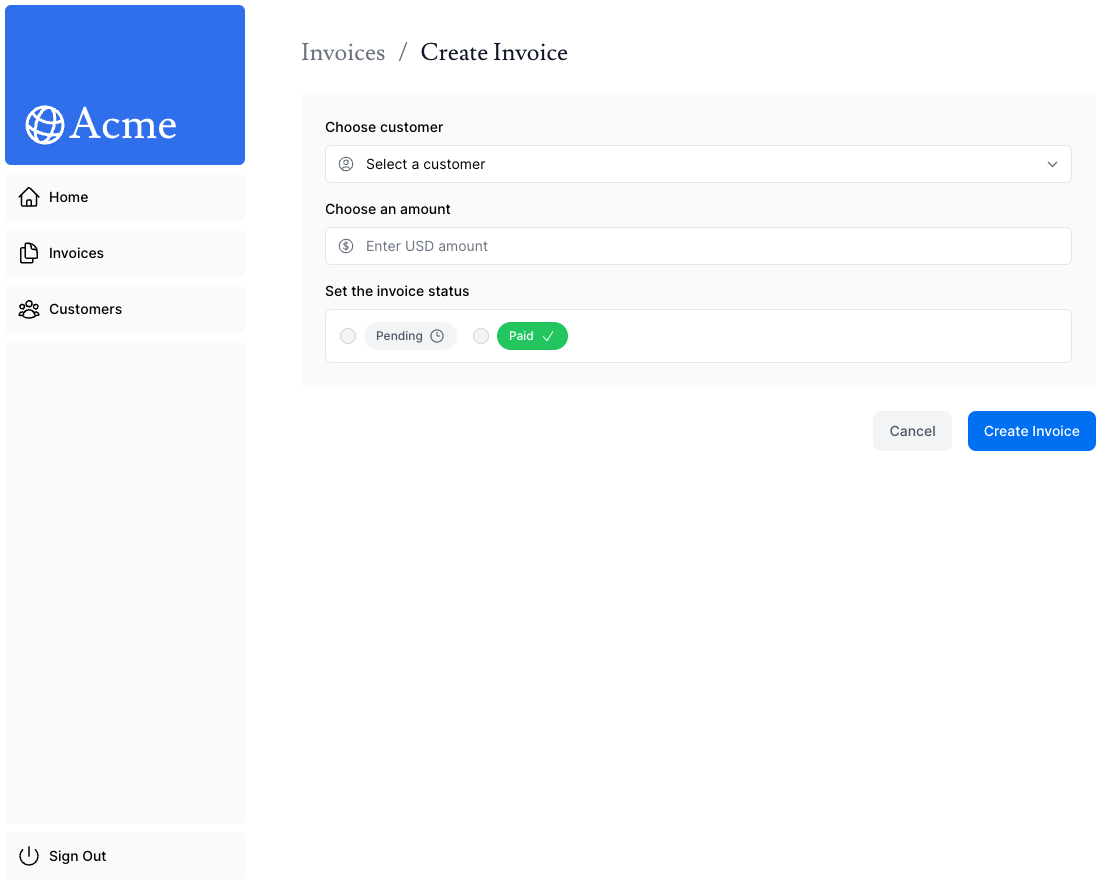 Acme
Home
Invoices
Customers
Sign Out
Invoices / Create Invoice
Choose customer
Select a customer
Choose an amount
Enter USD amount
Set the invoice status
Pending Paid
Cancel Create Invoice